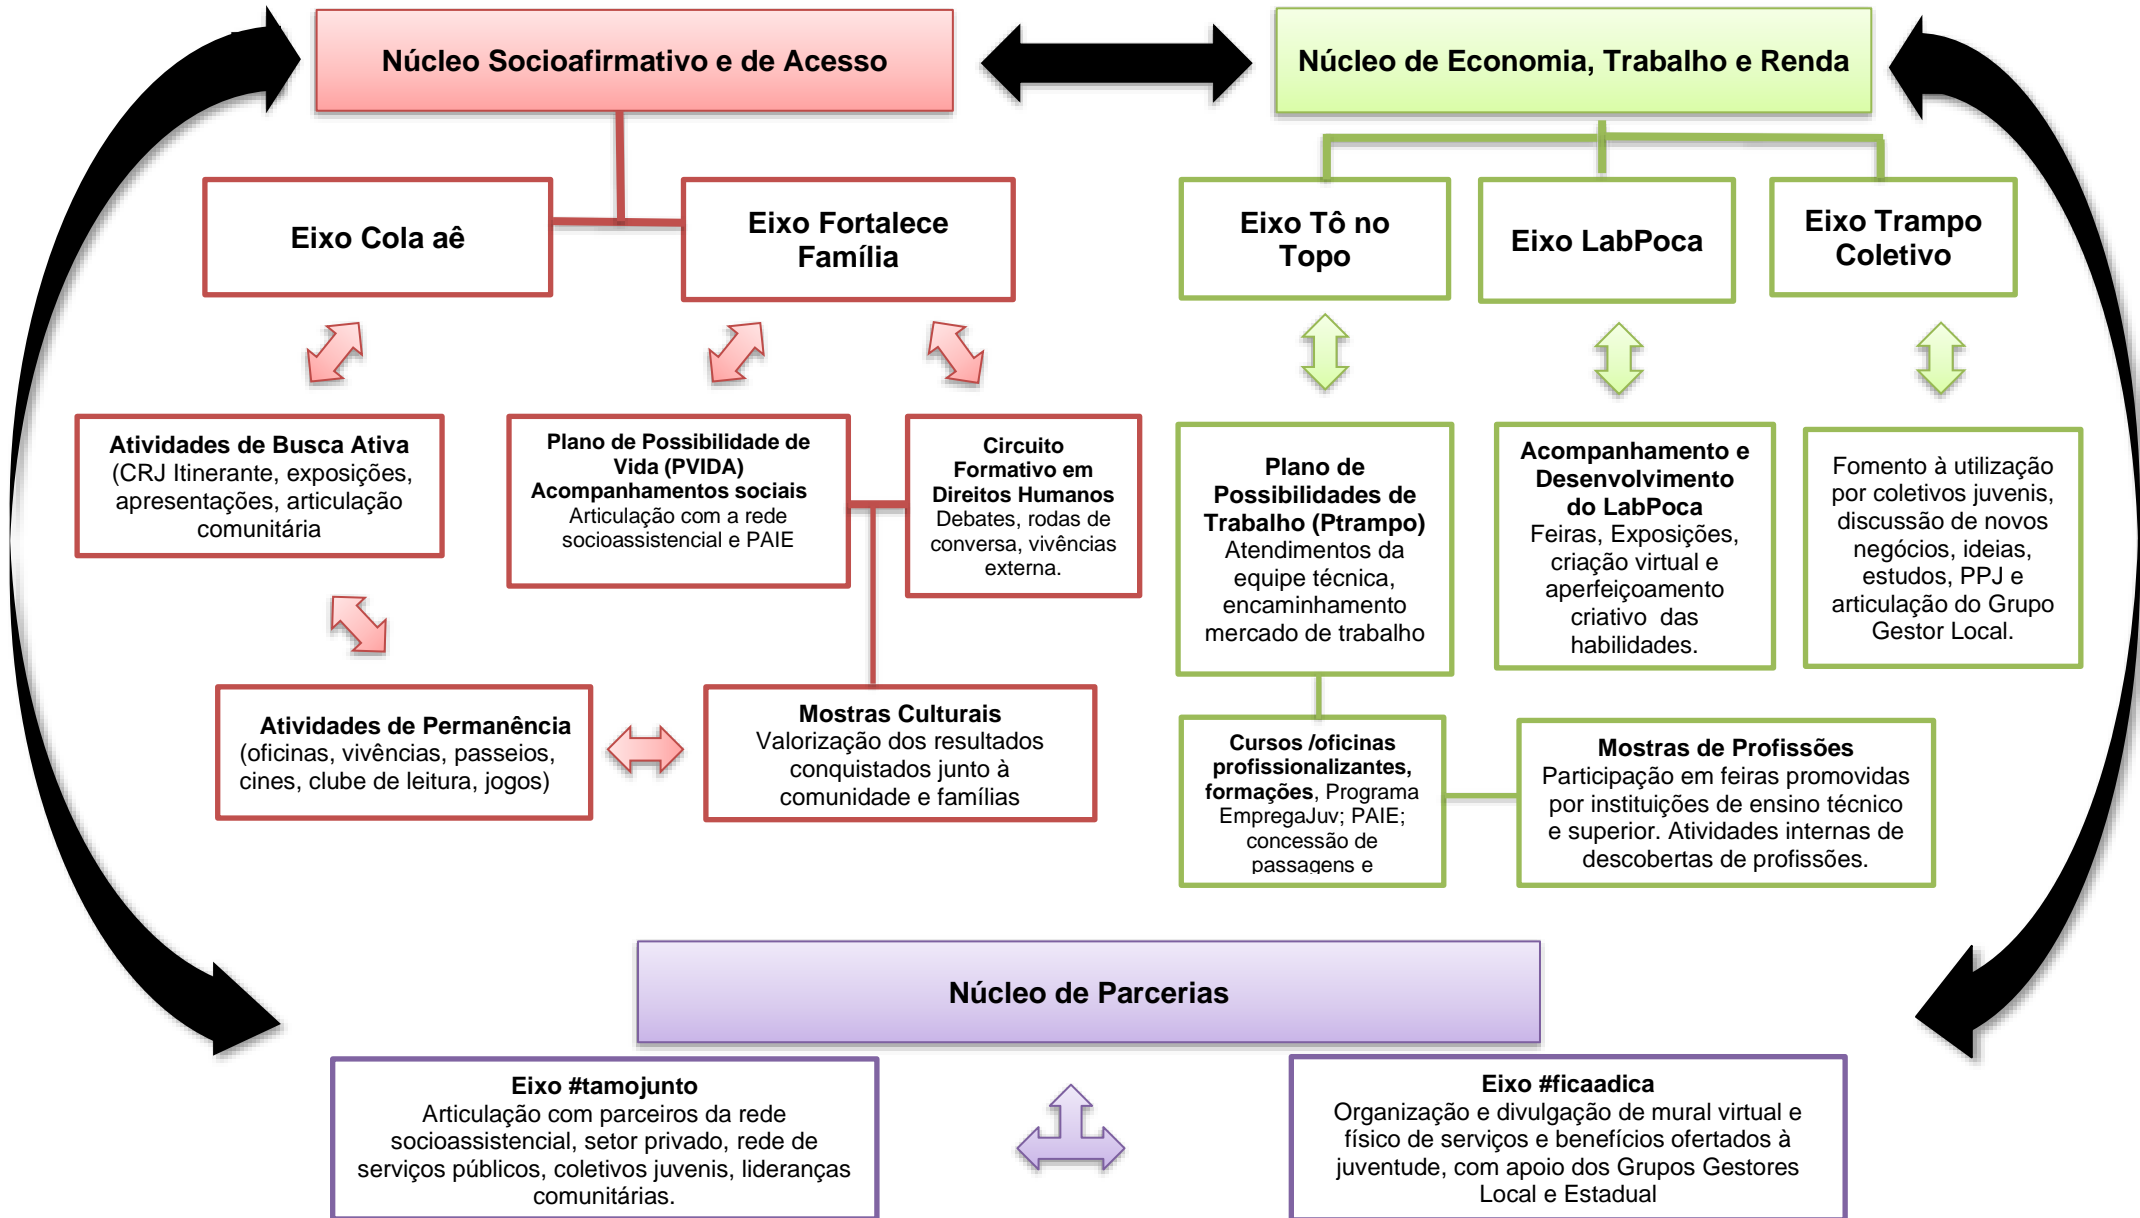 Núcleo Socioafirmativo e de Acesso
Núcleo de Economia, Trabalho e Renda
Eixo Cola aê
Eixo Fortalece
Família
Eixo Tô no
Topo
Eixo LabPoca
Eixo Trampo
Coletivo
Atividades de Busca Ativa
(CRJ Itinerante, exposições,
apresentações, articulação
comunitária
Plano de Possibilidade de
Vida (PVIDA)
Acompanhamentos sociais
Articulação com a rede
socioassistencial e PAIE
Circuito
Formativo em
Direitos Humanos
Debates, rodas de
conversa, vivências
externa.
Plano de
Possibilidades de
Trabalho (Ptrampo)
Atendimentos da
equipe técnica,
encaminhamento
mercado de trabalho
Acompanhamento e
Desenvolvimento
do LabPoca
Feiras, Exposições,
criação virtual e
aperfeiçoamento
criativo das
habilidades.
Fomento à utilização
por coletivos juvenis,
discussão de novos
negócios, ideias,
estudos, PPJ e
articulação do Grupo
Gestor Local.
Atividades de Permanência
(oficinas, vivências, passeios,
cines, clube de leitura, jogos)
Mostras Culturais
Valorização dos resultados
conquistados junto à
comunidade e famílias
Cursos /oficinas
profissionalizantes,
formações, Programa
EmpregaJuv; PAIE;
concessão de
passagens e
Mostras de Profissões
Participação em feiras promovidas
por instituições de ensino técnico
e superior. Atividades internas de
descobertas de profissões.
Núcleo de Parcerias
Eixo #tamojunto
Articulação com parceiros da rede
socioassistencial, setor privado, rede de
serviços públicos, coletivos juvenis, lideranças
comunitárias.
Eixo #ficaadica
Organização e divulgação de mural virtual e
físico de serviços e benefícios ofertados à
juventude, com apoio dos Grupos Gestores
Local e Estadual